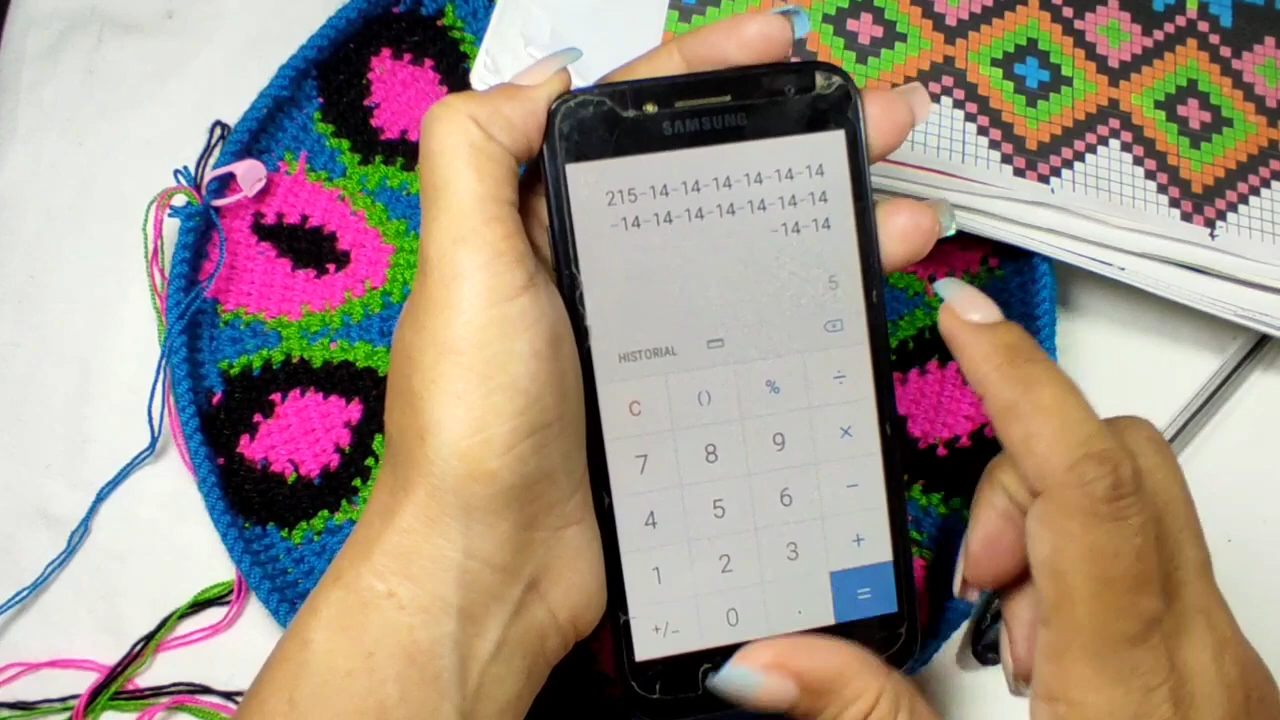 SAMSUNG
215-14-14-14-14-14-14
-14-14-14-14-14-14-14
-14-14
5
HISTORIAL
C () % ÷
7 8 9 ×
4 5 6 −
1 2 3 +
+/− 0 . =